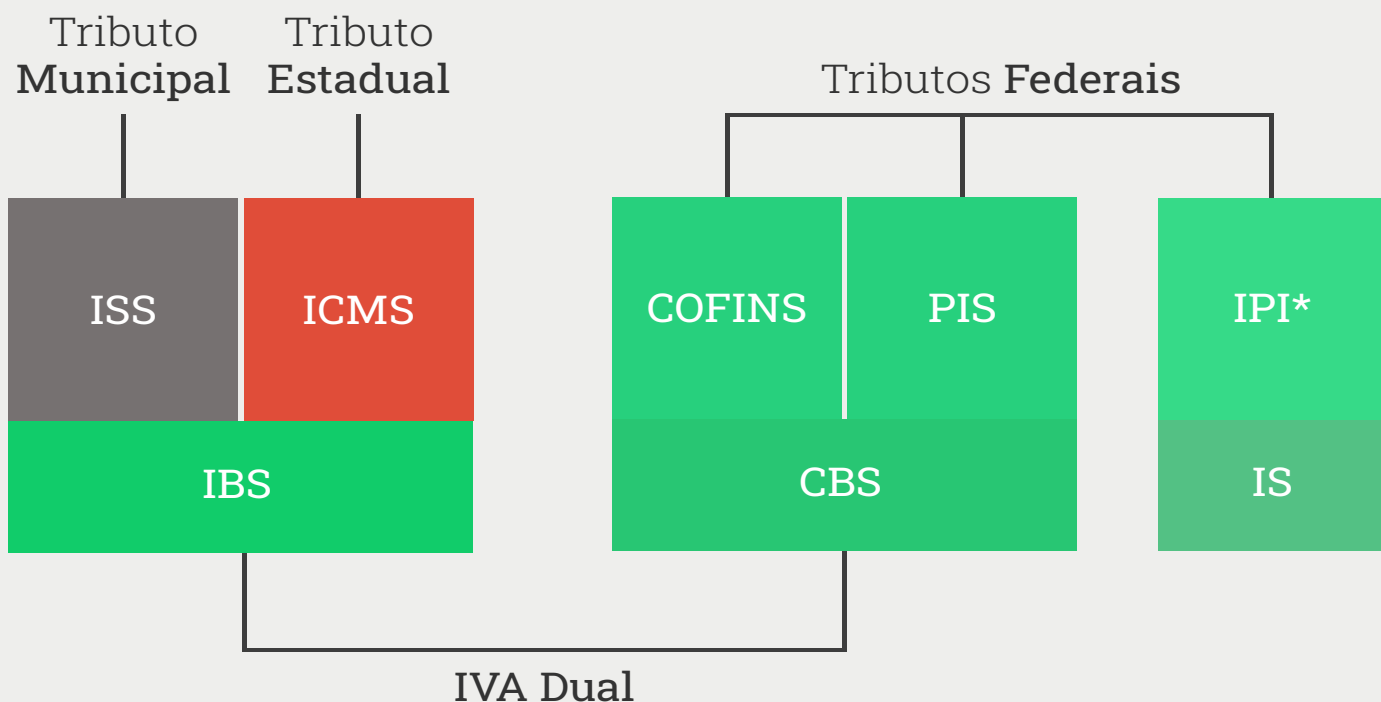 Tributo
Municipal
Tributo
Estadual
Tributos Federais
ISS
ICMS
COFINS
PIS
IPI*
IBS
CBS
IS
IVA Dual